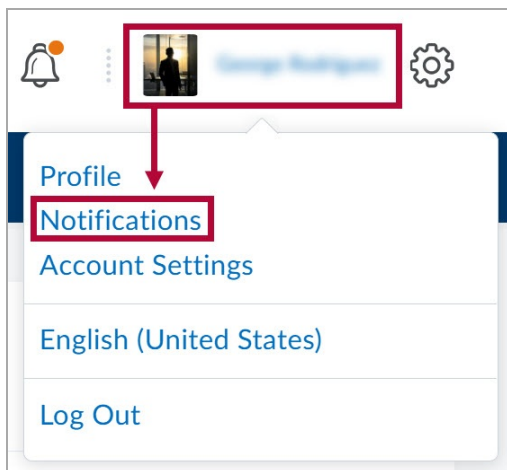 Profile
Notifications
Account Settings
English (United States)
Log Out